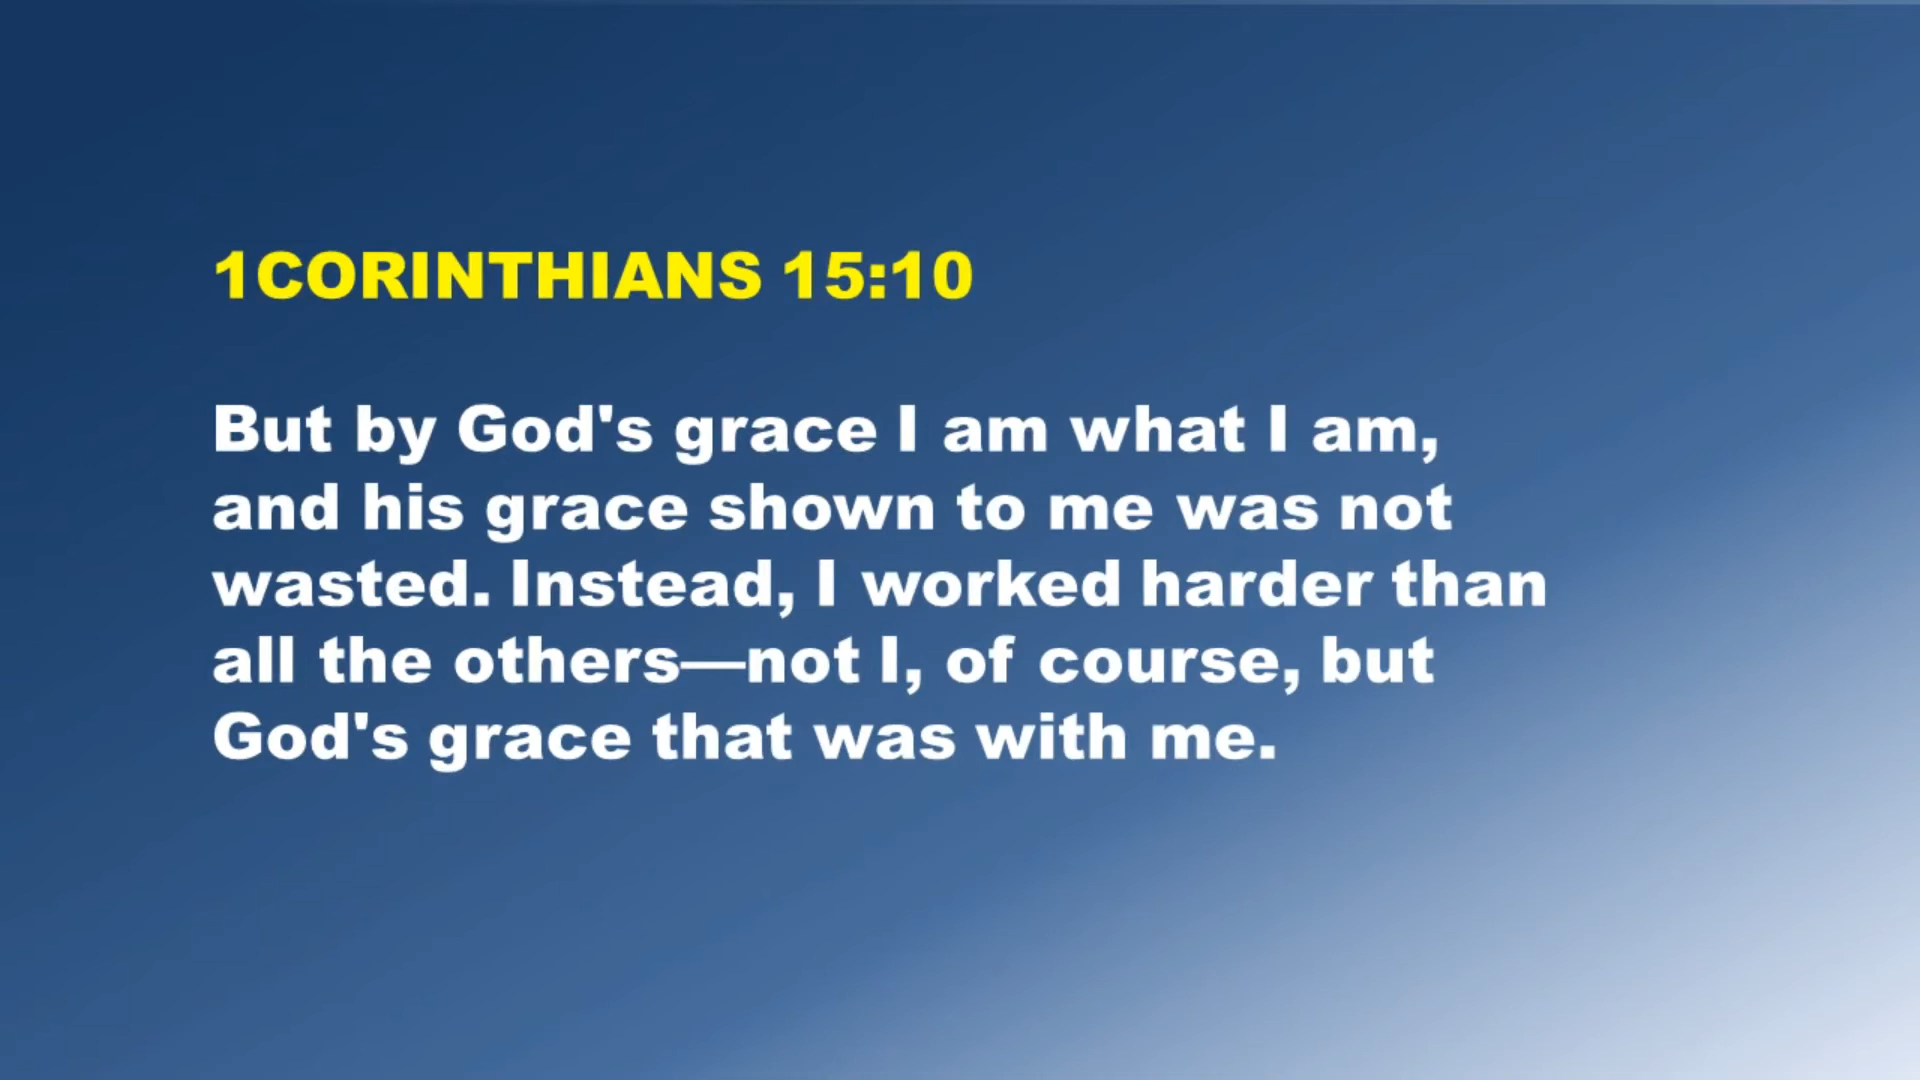 1CORINTHIANS 15:10
But by God's grace I am what I am,
and his grace shown to me was not
wasted. Instead, I worked harder than
all the others—not I, of course, but
God's grace that was with me.